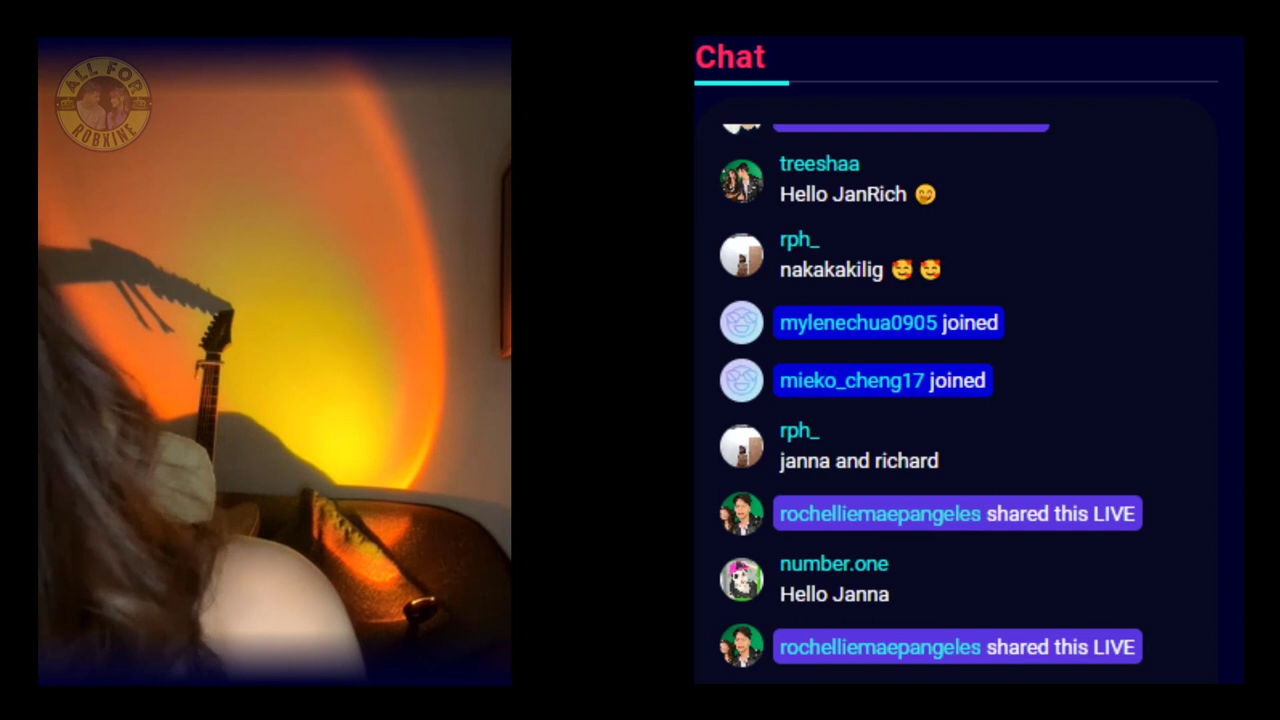 ALL FOR
ROBXINE
Chat
treeshaa
Hello JanRich
rph_
nakakakilig
mylenechua0905 joined
mieko_cheng17 joined
rph_
janna and richard
rochelliemaepangeles shared this LIVE
number.one
Hello Janna
rochelliemaepangeles shared this LIVE